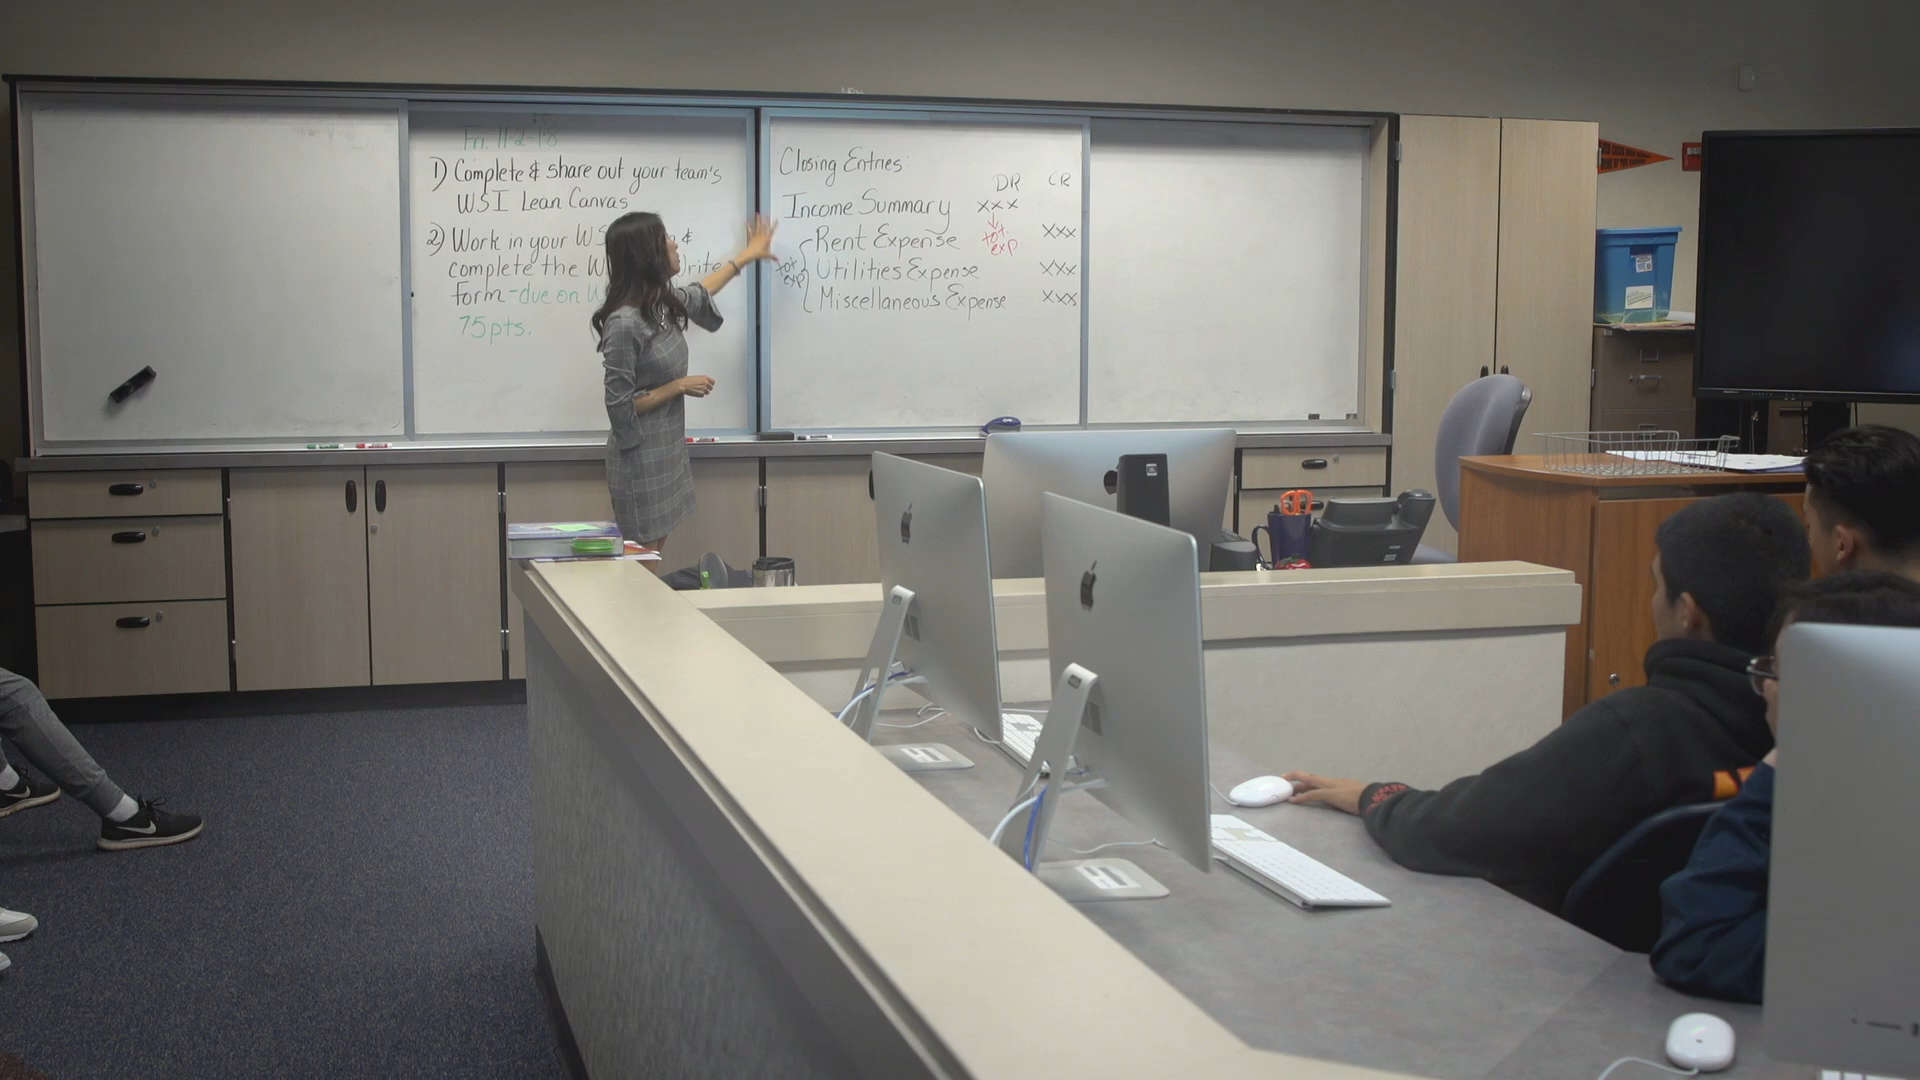 Fri. 11-2-18
1) Complete & share out your team's
WSI Lean Canvas
2) Work in your WS &
complete the W
form - due on W
75pts.
Closing Entries:
DR CR
Income Summary XXX
Rent Expense XXX
Utilities Expense XXX
Miscellaneous Expense XXX
tot.
exp.
tot
exp